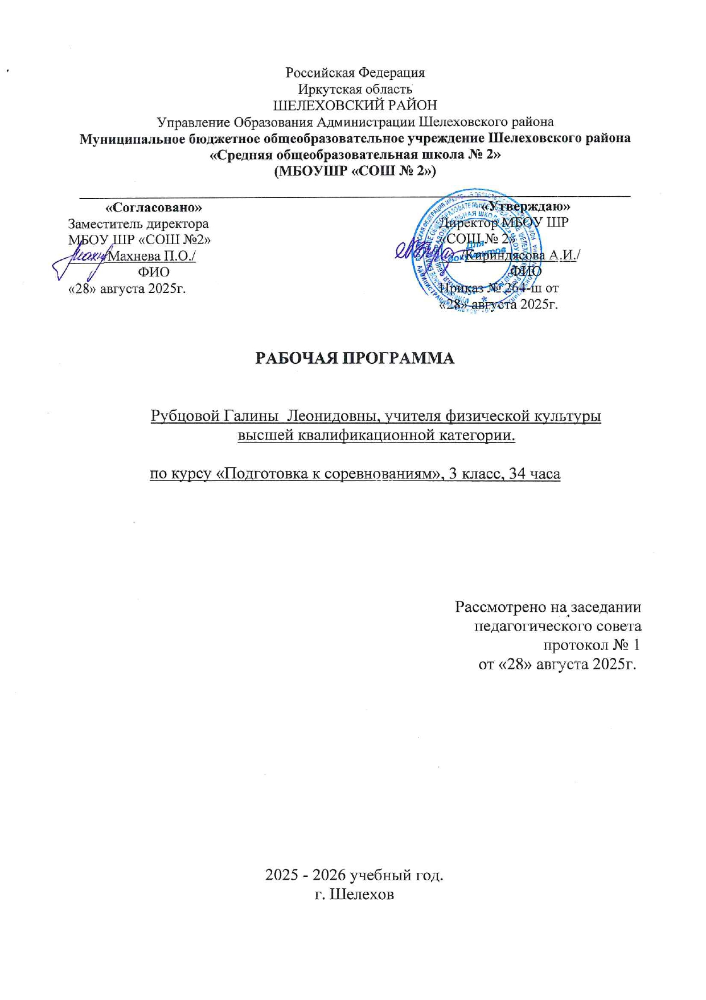 Российская Федерация
Иркутская область
ШЕЛЕХОВСКИЙ РАЙОН
Управление Образования Администрации Шелеховского района
Муниципальное бюджетное общеобразовательное учреждение Шелеховского района
«Средняя общеобразовательная школа № 2»
(МБОУШР «СОШ № 2»)
«Согласовано»
Заместитель директора
МБОУ ШР «СОШ №2»
/Махнева П.О./
ФИО
«28» августа 2025г.
«Утверждаю»
Директор МБОУ ШР
«СОШ № 2»
/Кириндясова А.И./
ФИО
Приказ № 264-ш от
«28» августа 2025г.
Для
документов
РАБОЧАЯ ПРОГРАММА
Рубцовой Галины Леонидовны, учителя физической культуры
высшей квалификационной категории.
по курсу «Подготовка к соревнованиям», 3 класс, 34 часа
Рассмотрено на заседании
педагогического совета
протокол № 1
от «28» августа 2025г.
2025 - 2026 учебный год.
г. Шелехов